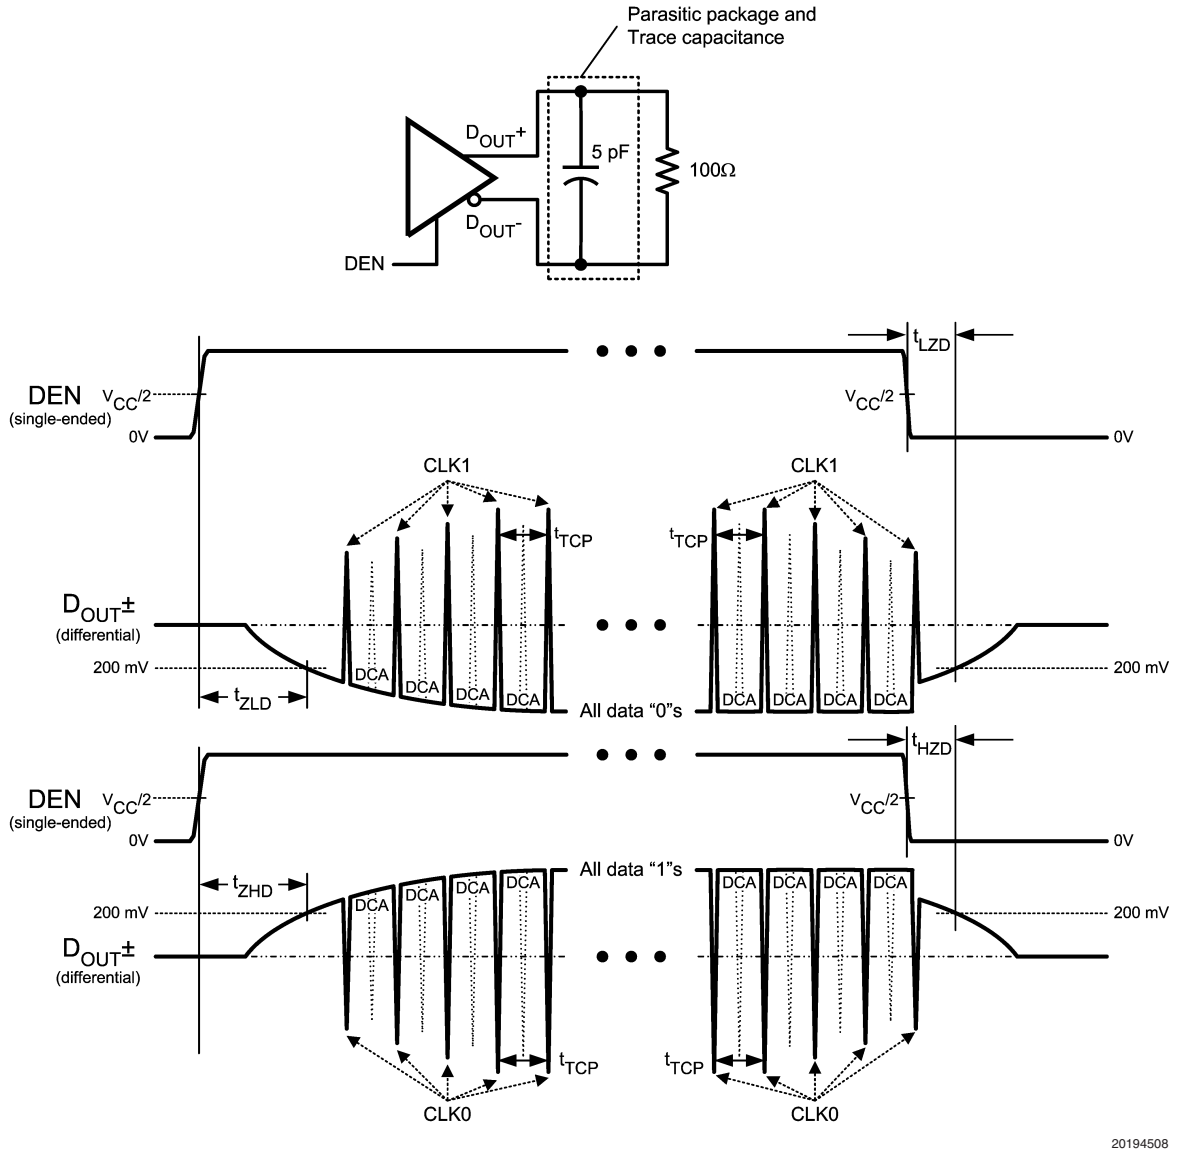 Parasitic package and
Trace capacitance
DOUT+
5 pF
100Ω
DOUT-
DEN
tLZD
DEN
(single-ended)
VCC/2
0V
VCC/2
0V
CLK1
CLK1
tTCP
tTCP
DOUT±
(differential)
200 mV
tZLD
DCA
DCA
DCA
DCA
All data “0”s
DCA
DCA
DCA
DCA
200 mV
tHZD
DEN
(single-ended)
VCC/2
0V
VCC/2
0V
tZHD
All data “1”s
DCA
DCA
DCA
DCA
DCA
DCA
DCA
DCA
200 mV
200 mV
DOUT±
(differential)
tTCP
tTCP
CLK0
CLK0
20194508